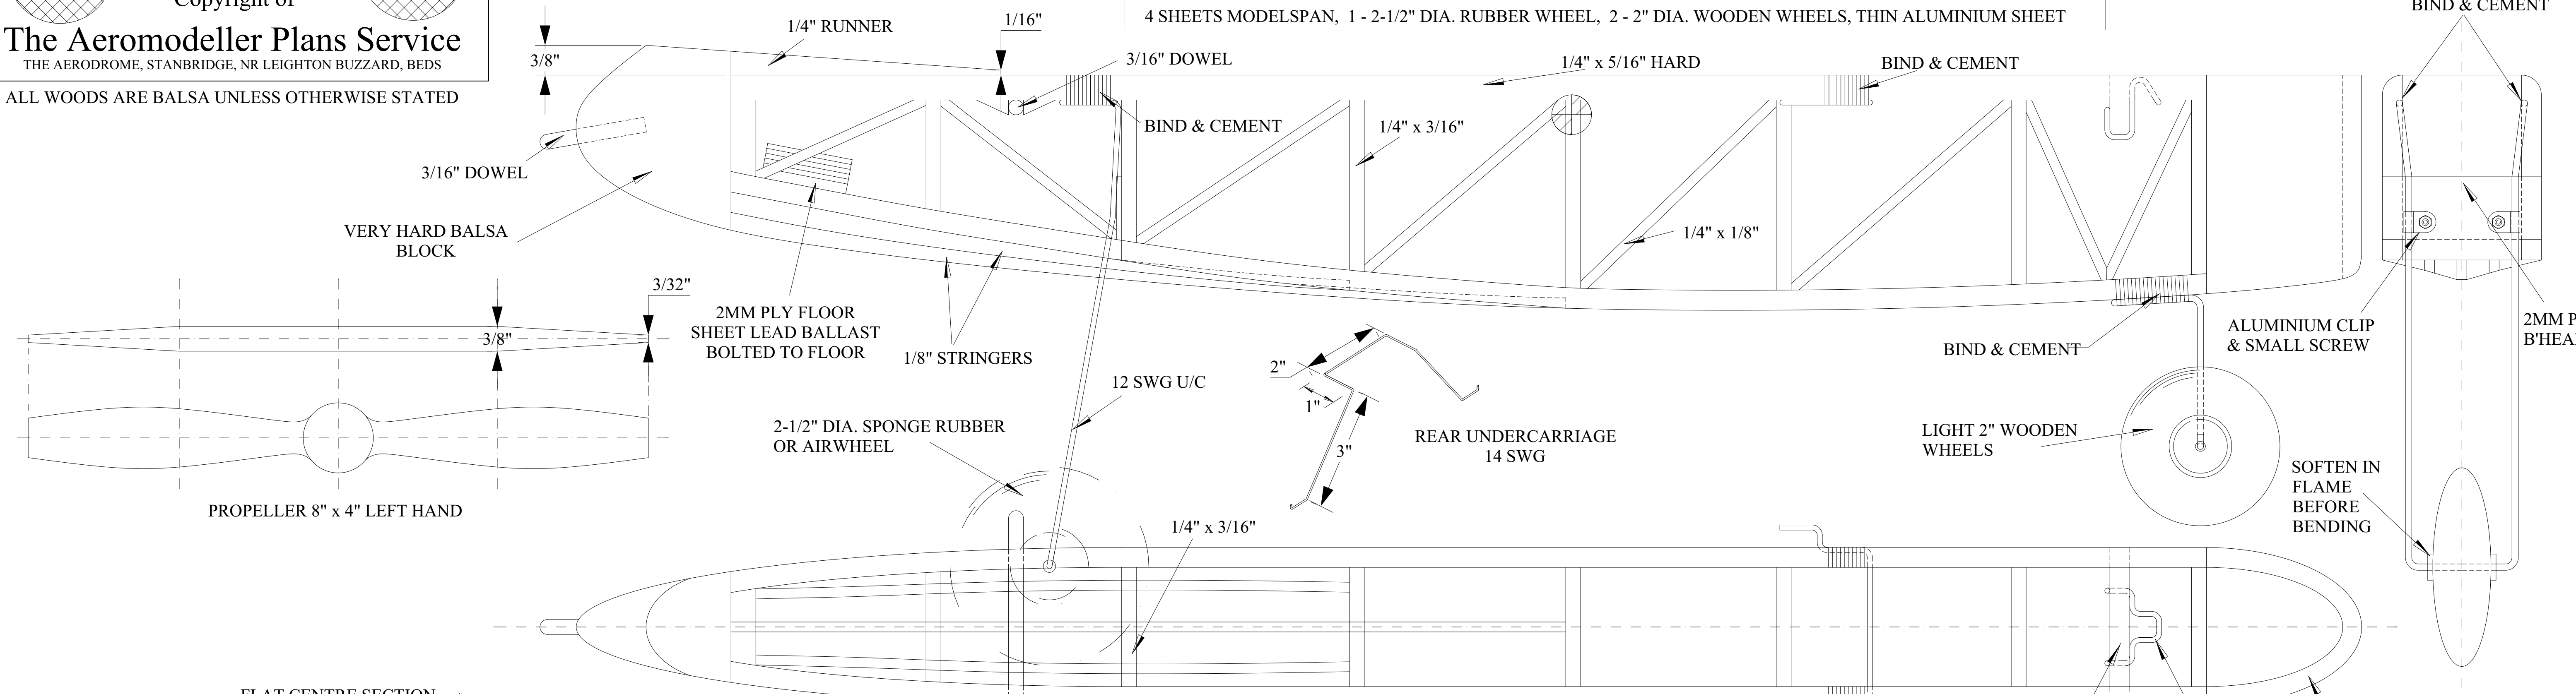 Copyright of
The Aeromodeller Plans Service
THE AERODROME, STANBRIDGE, NR LEIGHTON BUZZARD, BEDS
ALL WOODS ARE BALSA UNLESS OTHERWISE STATED
4 SHEETS MODELSPAN, 1 - 2-1/2" DIA. RUBBER WHEEL, 2 - 2" DIA. WOODEN WHEELS, THIN ALUMINIUM SHEET
BIND & CEMENT
1/4" RUNNER
1/16"
3/8"
3/16" DOWEL
1/4" x 5/16" HARD
BIND & CEMENT
BIND & CEMENT
1/4" x 3/16"
3/16" DOWEL
VERY HARD BALSA
BLOCK
1/4" x 1/8"
3/32"
3/8"
2MM PLY FLOOR
SHEET LEAD BALLAST
BOLTED TO FLOOR
1/8" STRINGERS
ALUMINIUM CLIP
& SMALL SCREW
BIND & CEMENT
12 SWG U/C
2"
1"
3"
2-1/2" DIA. SPONGE RUBBER
OR AIRWHEEL
REAR UNDERCARRIAGE
14 SWG
LIGHT 2" WOODEN
WHEELS
SOFTEN IN
FLAME
BEFORE
BENDING
PROPELLER 8" x 4" LEFT HAND
1/4" x 3/16"
FLAT CENTRE SECTION